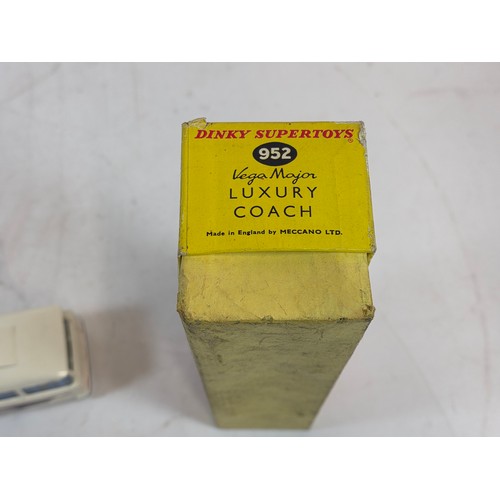 DINKY SUPERTOYS
952
Vega Major
LUXURY
COACH
Made in England by MECCANO LTD.